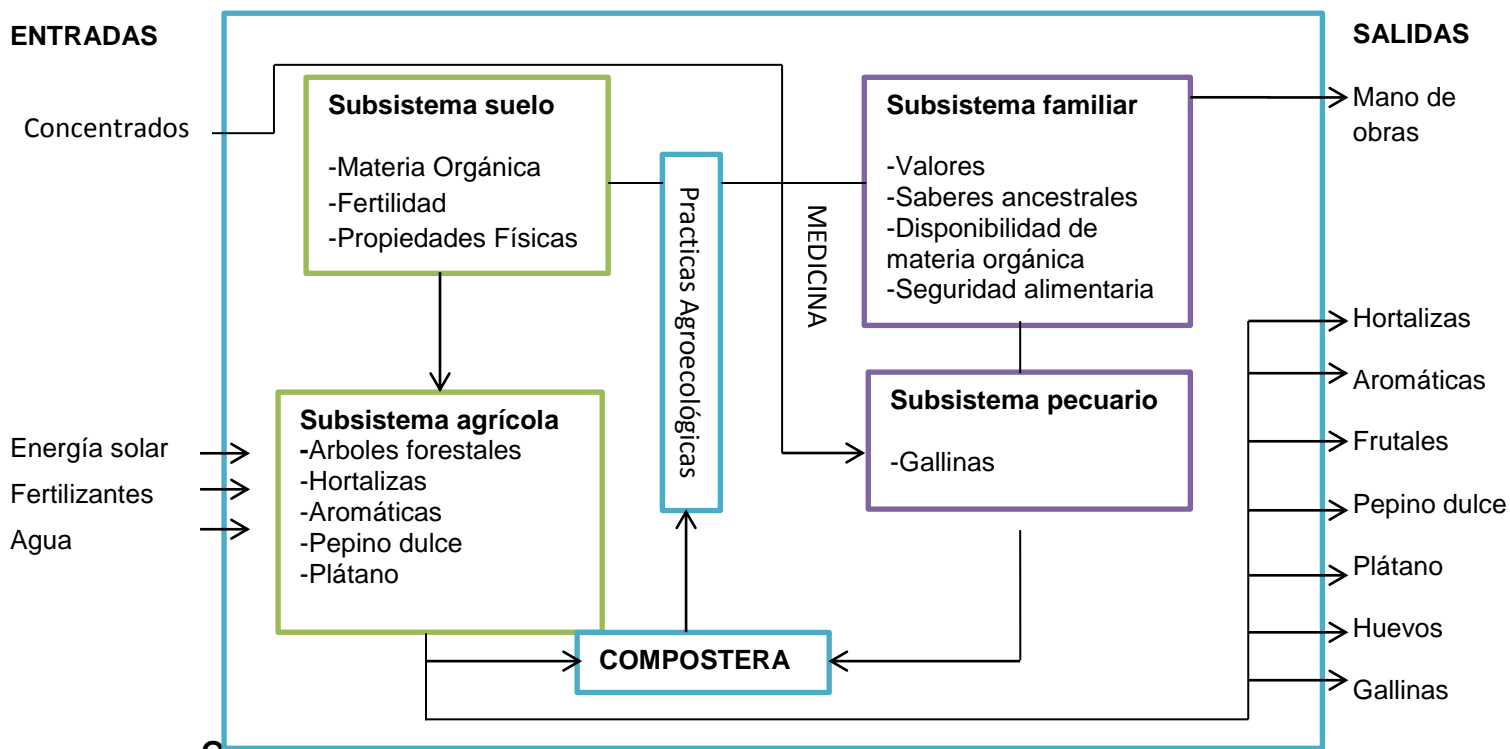 ENTRADAS
Concentrados
Energía solar
Fertilizantes
Agua
Subsistema suelo
-Materia Orgánica
-Fertilidad
-Propiedades Físicas
Subsistema agrícola
-Arboles forestales
-Hortalizas
-Aromáticas
-Pepino dulce
-Plátano
Practicas Agroecológicas
MEDICINA
COMPOSTERA
Subsistema familiar
-Valores
-Saberes ancestrales
-Disponibilidad de
materia orgánica
-Seguridad alimentaria
Subsistema pecuario
-Gallinas
SALIDAS
Mano de
obras
Hortalizas
Aromáticas
Frutales
Pepino dulce
Plátano
Huevos
Gallinas